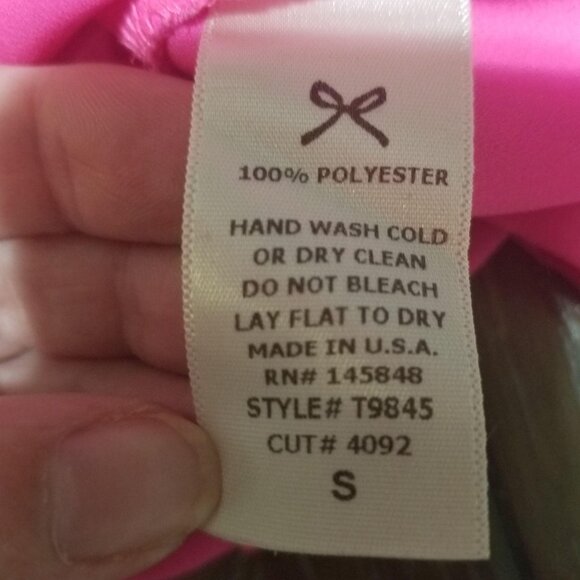 100% POLYESTER
HAND WASH COLD
OR DRY CLEAN
DO NOT BLEACH
LAY FLAT TO DRY
MADE IN U.S.A.
RN# 145848
STYLE# T9845
CUT# 4092
S